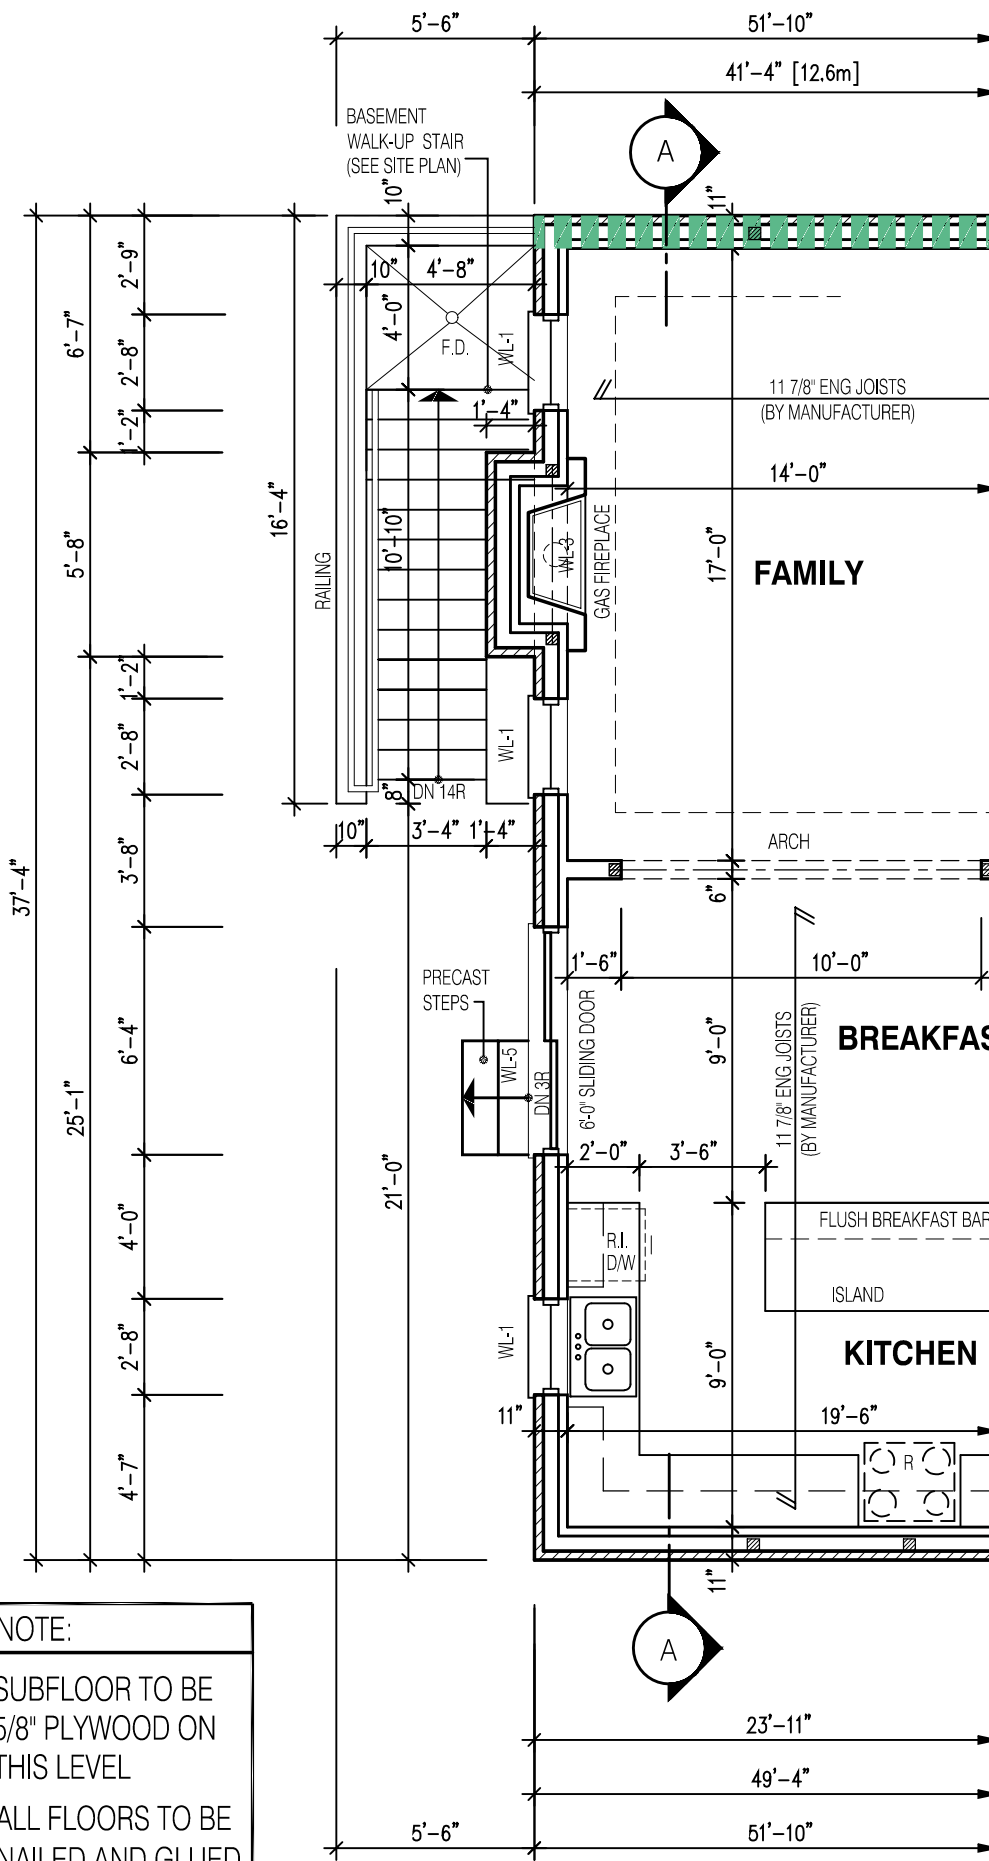 5'-6"
51'-10"
41'-4" [12.6m]
BASEMENT
WALK-UP STAIR
(SEE SITE PLAN)
A
10"
11"
2'-9"
10"
4'-8"
4'-0"
F.D.
WL-1
6'-7"
2'-8"
11 7/8" ENG JOISTS
(BY MANUFACTURER)
1'-4"
1'-2"
14'-0"
16'-4"
10'-10"
5'-8"
RAILING
WL-3
GAS FIREPLACE
17'-0"
FAMILY
1'-2"
2'-8"
WL-1
8"
DN 14R
10"
3'-4"
1'-4"
ARCH
3'-8"
37'-4"
6"
1'-6"
10'-0"
PRECAST
STEPS
6'-4"
WL-5
DN 3R
6'-0" SLIDING DOOR
9'-0"
11 7/8" ENG JOISTS
(BY MANUFACTURER)
BREAKFAS
25'-1"
2'-0"
3'-6"
21'-0"
4'-0"
FLUSH BREAKFAST BAR
R.I.
D/W
ISLAND
2'-8"
WL-1
9'-0"
KITCHEN
11"
19'-6"
4'-7"
R
11"
NOTE:
A
SUBFLOOR TO BE
5/8" PLYWOOD ON
THIS LEVEL
23'-11"
49'-4"
ALL FLOORS TO BE
NAILED AND GLUED
5'-6"
51'-10"